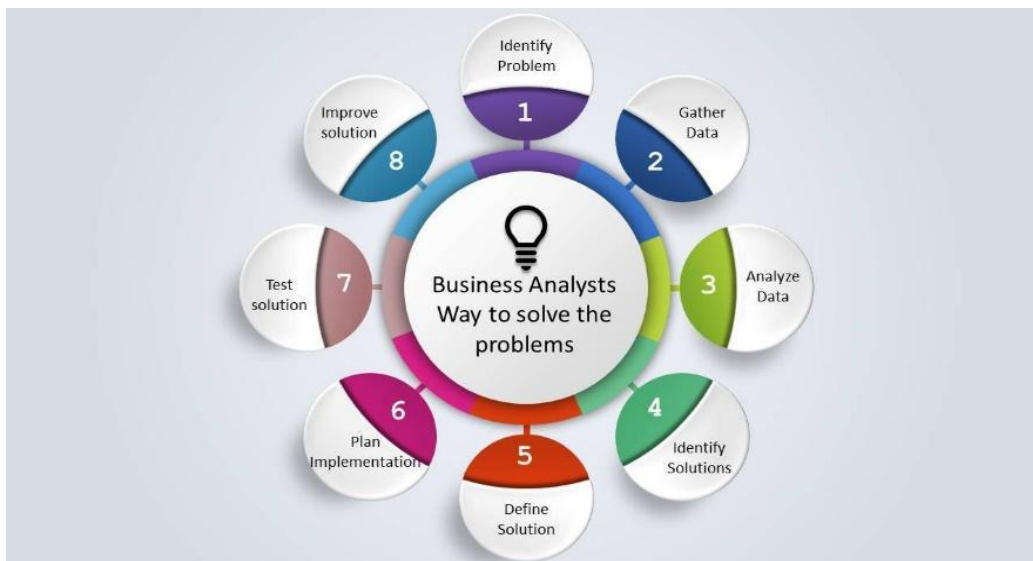 Business Analysts
Way to solve the
problems
Identify
Problem
1
Gather
Data
2
Analyze
Data
3
Identify
Solutions
4
Define
Solution
5
Plan
Implementation
6
Test
solution
7
Improve
solution
8